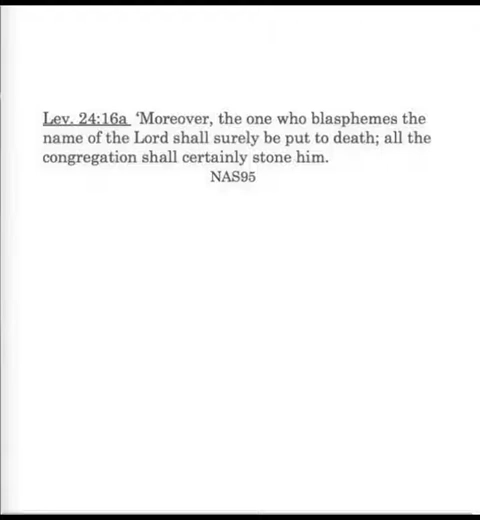 Lev. 24:16a ‘Moreover, the one who blasphemes the
name of the Lord shall surely be put to death; all the
congregation shall certainly stone him.
NAS95